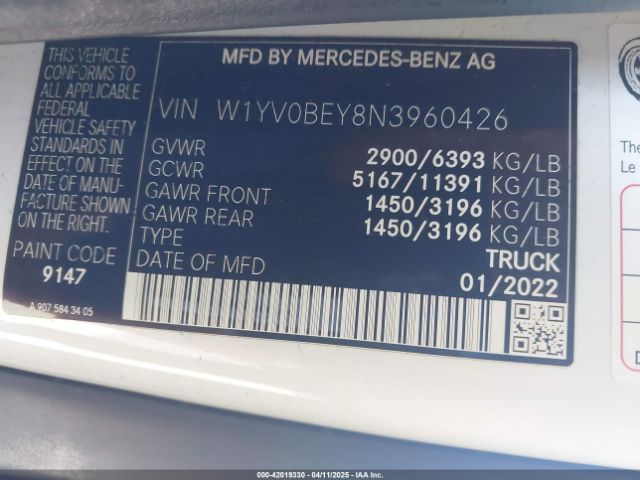 THIS VEHICLE
CONFORMS TO
ALL APPLICABLE
FEDERAL
VEHICLE SAFETY
STANDARDS IN
EFFECT ON THE
DATE OF MANU-
FACTURE SHOWN
ON THE RIGHT.
PAINT CODE
9147
A 907 584 34 05
MFD BY MERCEDES-BENZ AG
VIN W1YV0BEY8N3960426
GVWR 2900/6393 KG/LB
GCWR 5167/11391 KG/LB
GAWR FRONT 1450/3196 KG/LB
GAWR REAR 1450/3196 KG/LB
TYPE TRUCK
DATE OF MFD 01/2022
The
Le
D
000-42019330 - 04/11/2025 - IAAI.COM